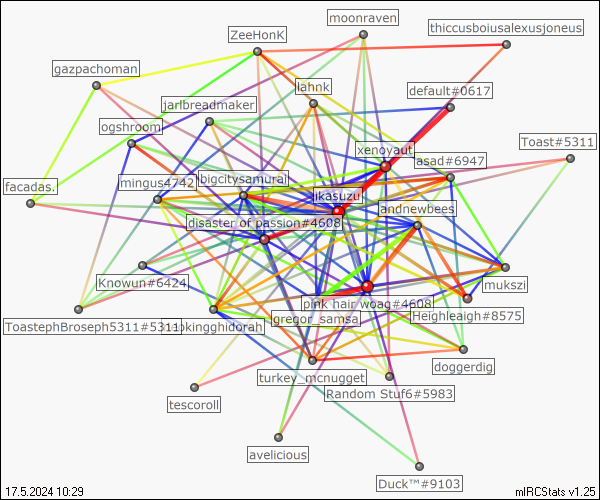 moonraven
thiccusboiusalexusjoneus
ZeeHonK
gazpachoman
lahnk
default#0617
jarlbreadmaker
ogshroom
xenoyaut
Toast#5311
asad#6947
bigcitysamurai
mingus4742
facadas.
ikasuzu
andnewbees
disaster of passion#4608
Knowun#6424
mukszi
pink hair woag#4608
Heighleaigh#8575
gregor_samsa
ToastephBroseph5311#5311
kingghidorah
doggerdig
turkey_mcnugget
Random Stuf6#5983
tescoroll
avelicious
Duck™#9103
17.5.2024 10:29
mIRCStats v1.25